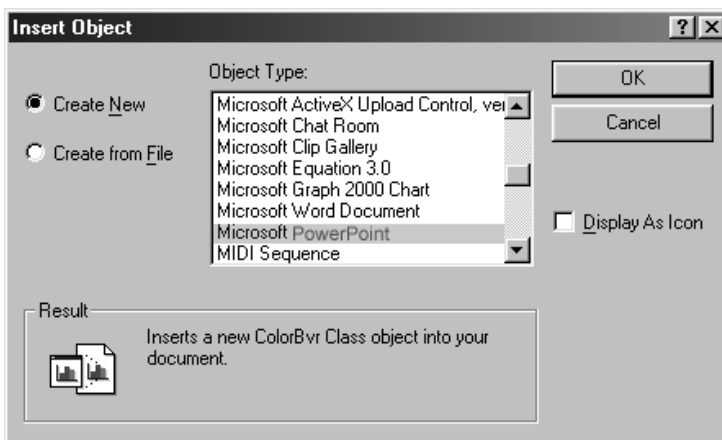 Insert Object
Object Type:
Create New
Create from File
Microsoft ActiveX Upload Control, ver
Microsoft Chat Room
Microsoft Clip Gallery
Microsoft Equation 3.0
Microsoft Graph 2000 Chart
Microsoft Word Document
Microsoft PowerPoint
MIDI Sequence
OK
Cancel
Display As Icon
Result
Inserts a new ColorBvr Class object into your
document.